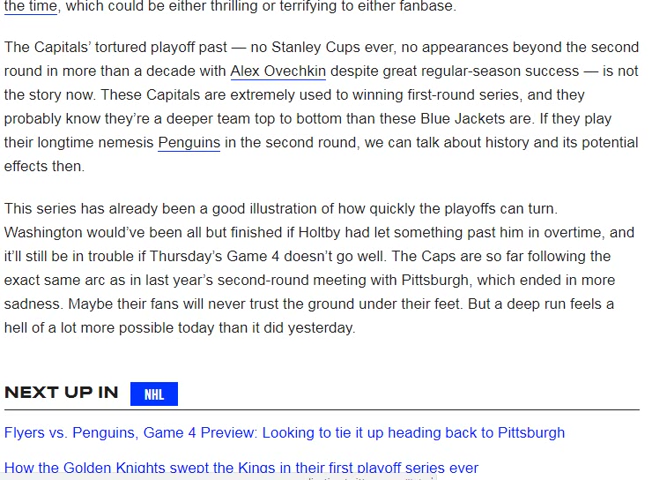 the time, which could be either thrilling or terrifying to either fanbase.
The Capitals’ tortured playoff past — no Stanley Cups ever, no appearances beyond the second
round in more than a decade with Alex Ovechkin despite great regular-season success — is not
the story now. These Capitals are extremely used to winning first-round series, and they
probably know they’re a deeper team top to bottom than these Blue Jackets are. If they play
their longtime nemesis Penguins in the second round, we can talk about history and its potential
effects then.
This series has already been a good illustration of how quickly the playoffs can turn.
Washington would’ve been all but finished if Holtby had let something past him in overtime, and
it’ll still be in trouble if Thursday’s Game 4 doesn’t go well. The Caps are so far following the
exact same arc as in last year’s second-round meeting with Pittsburgh, which ended in more
sadness. Maybe their fans will never trust the ground under their feet. But a deep run feels a
hell of a lot more possible today than it did yesterday.
NEXT UP IN NHL
Flyers vs. Penguins, Game 4 Preview: Looking to tie it up heading back to Pittsburgh
How the Golden Knights swept the Kings in their first playoff series ever